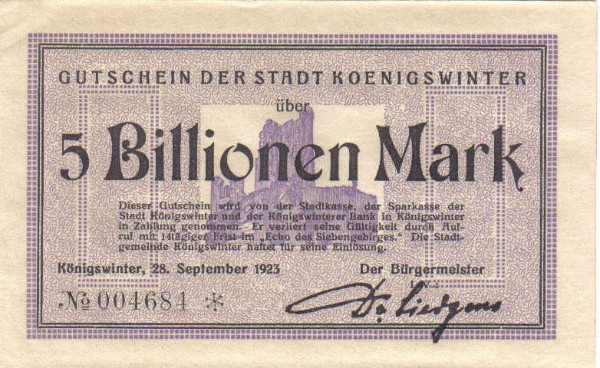 GUTSCHEIN DER STADT KOENIGSWINTER
über
5 Billionen Mark
Dieser Gutschein wird von der Stadtkasse, der Sparkasse der
Stadt Königswinter und der Königswinterer Bank in Königswinter
in Zahlung genommen. Er verliert seine Gültigkeit durch Auf-
ruf mit 14tägiger Frist im „Echo des Siebengebirges." Die Stadt-
gemeinde Königswinter haftet für seine Einlösung.
Königswinter, 28. September 1923 Der Bürgermeister
No 004684 *